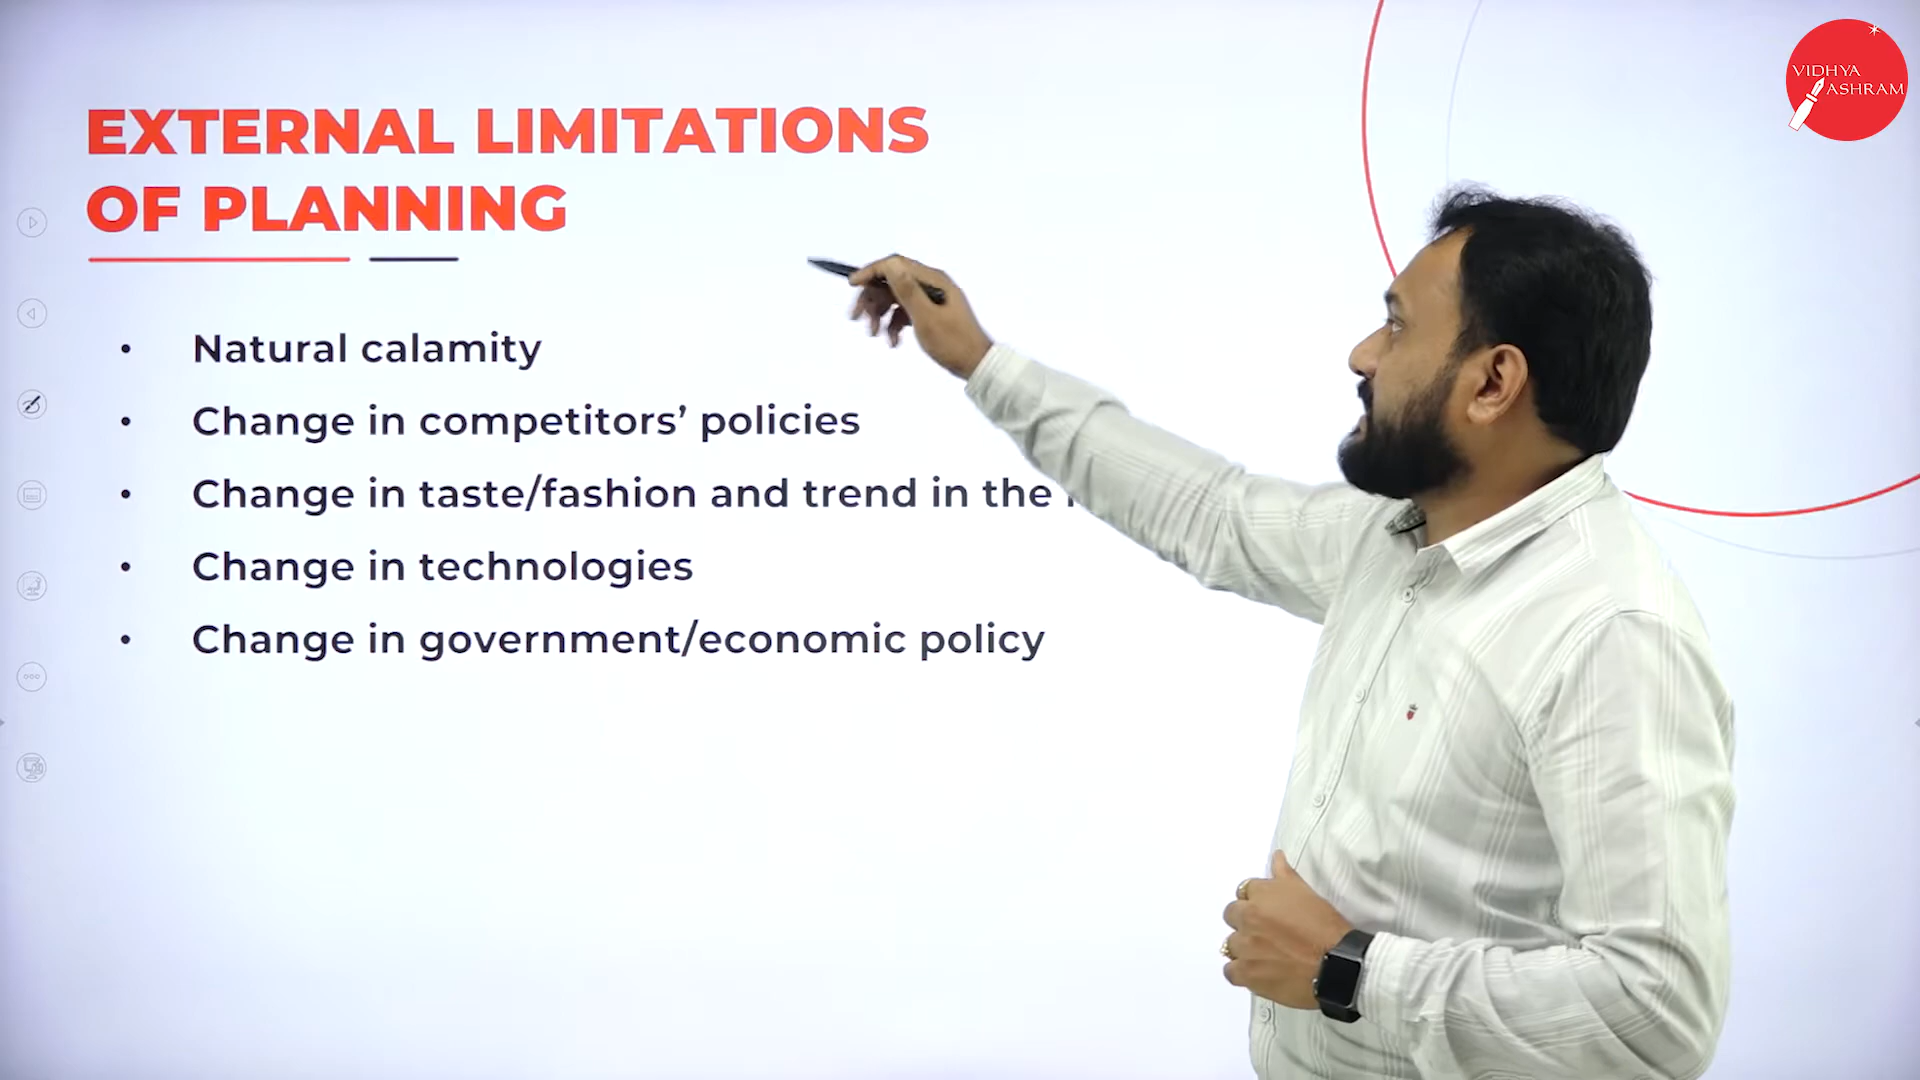 VIDHYA
ASHRAM
EXTERNAL LIMITATIONS
OF PLANNING
• Natural calamity
• Change in competitors’ policies
• Change in taste/fashion and trend in the
• Change in technologies
• Change in government/economic policy